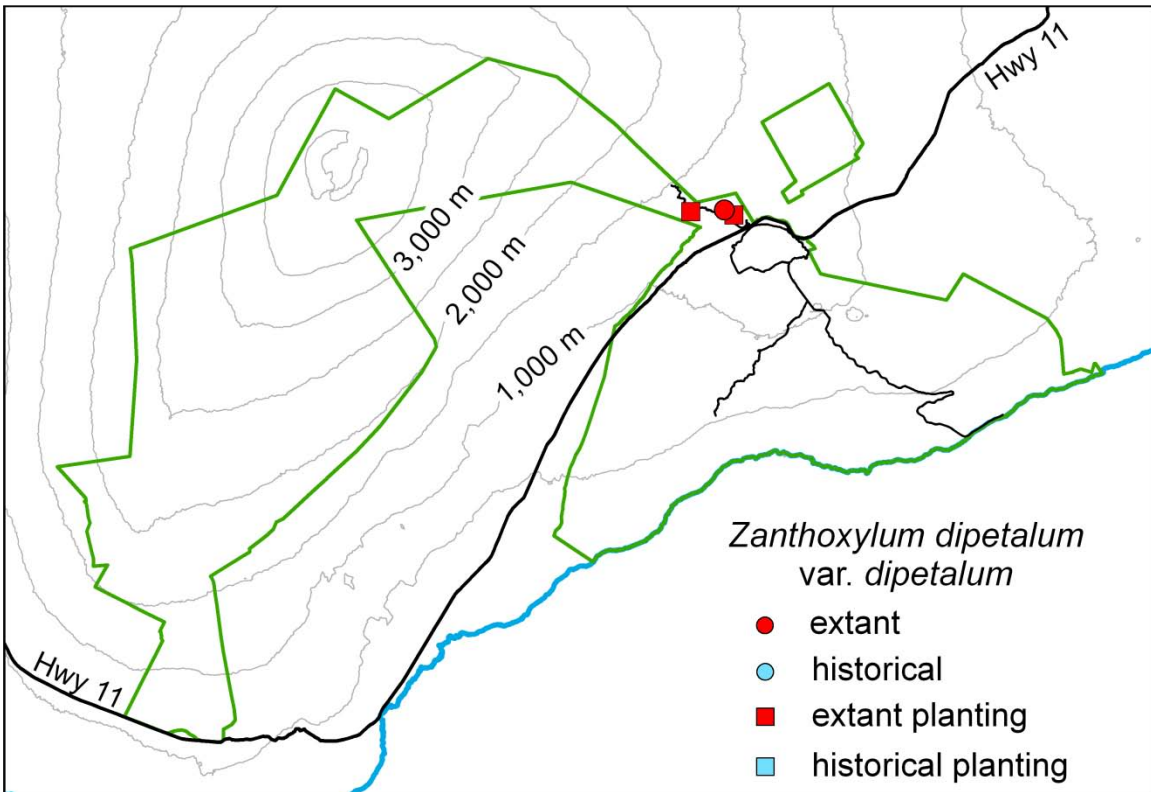 Hwy 11
3,000 m
2,000 m
1,000 m
Hwy 11
Zanthoxylum dipetalum
var. dipetalum
extant
historical
extant planting
historical planting